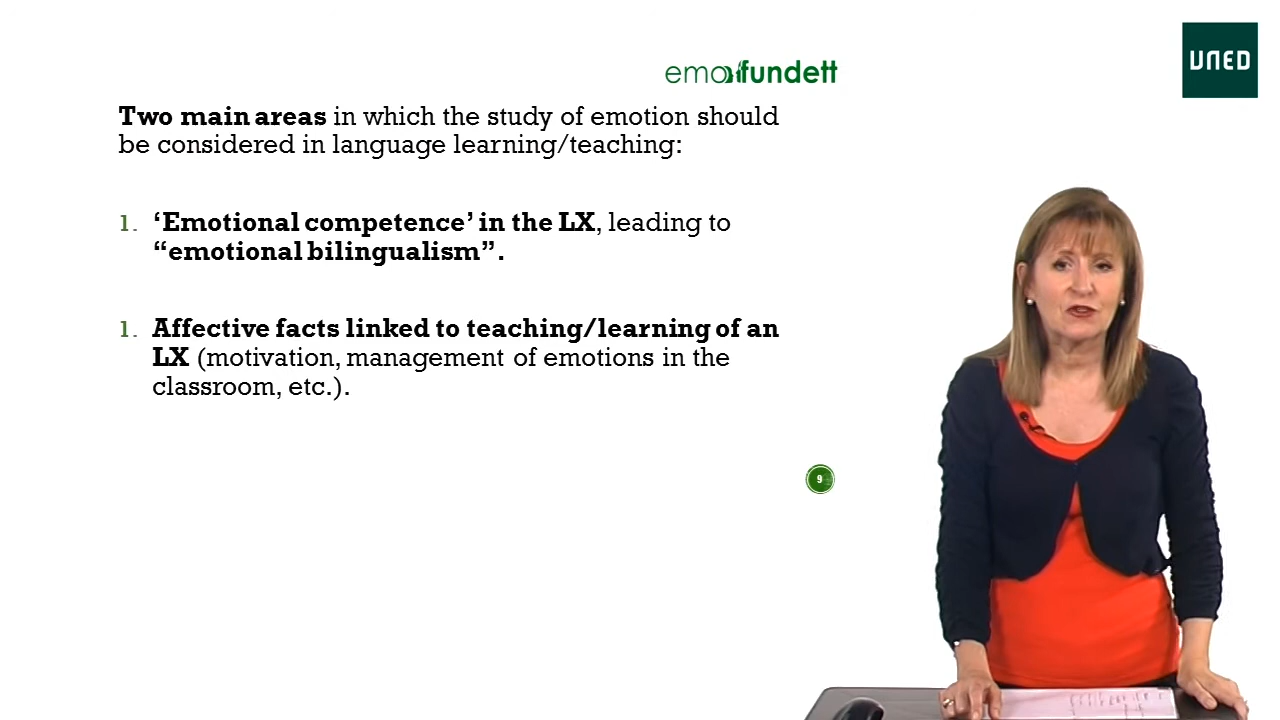 UNED
emofundett
Two main areas in which the study of emotion should
be considered in language learning/teaching:
1. ‘Emotional competence’ in the LX, leading to
“emotional bilingualism”.
1. Affective facts linked to teaching/learning of an
LX (motivation, management of emotions in the
classroom, etc.).
9